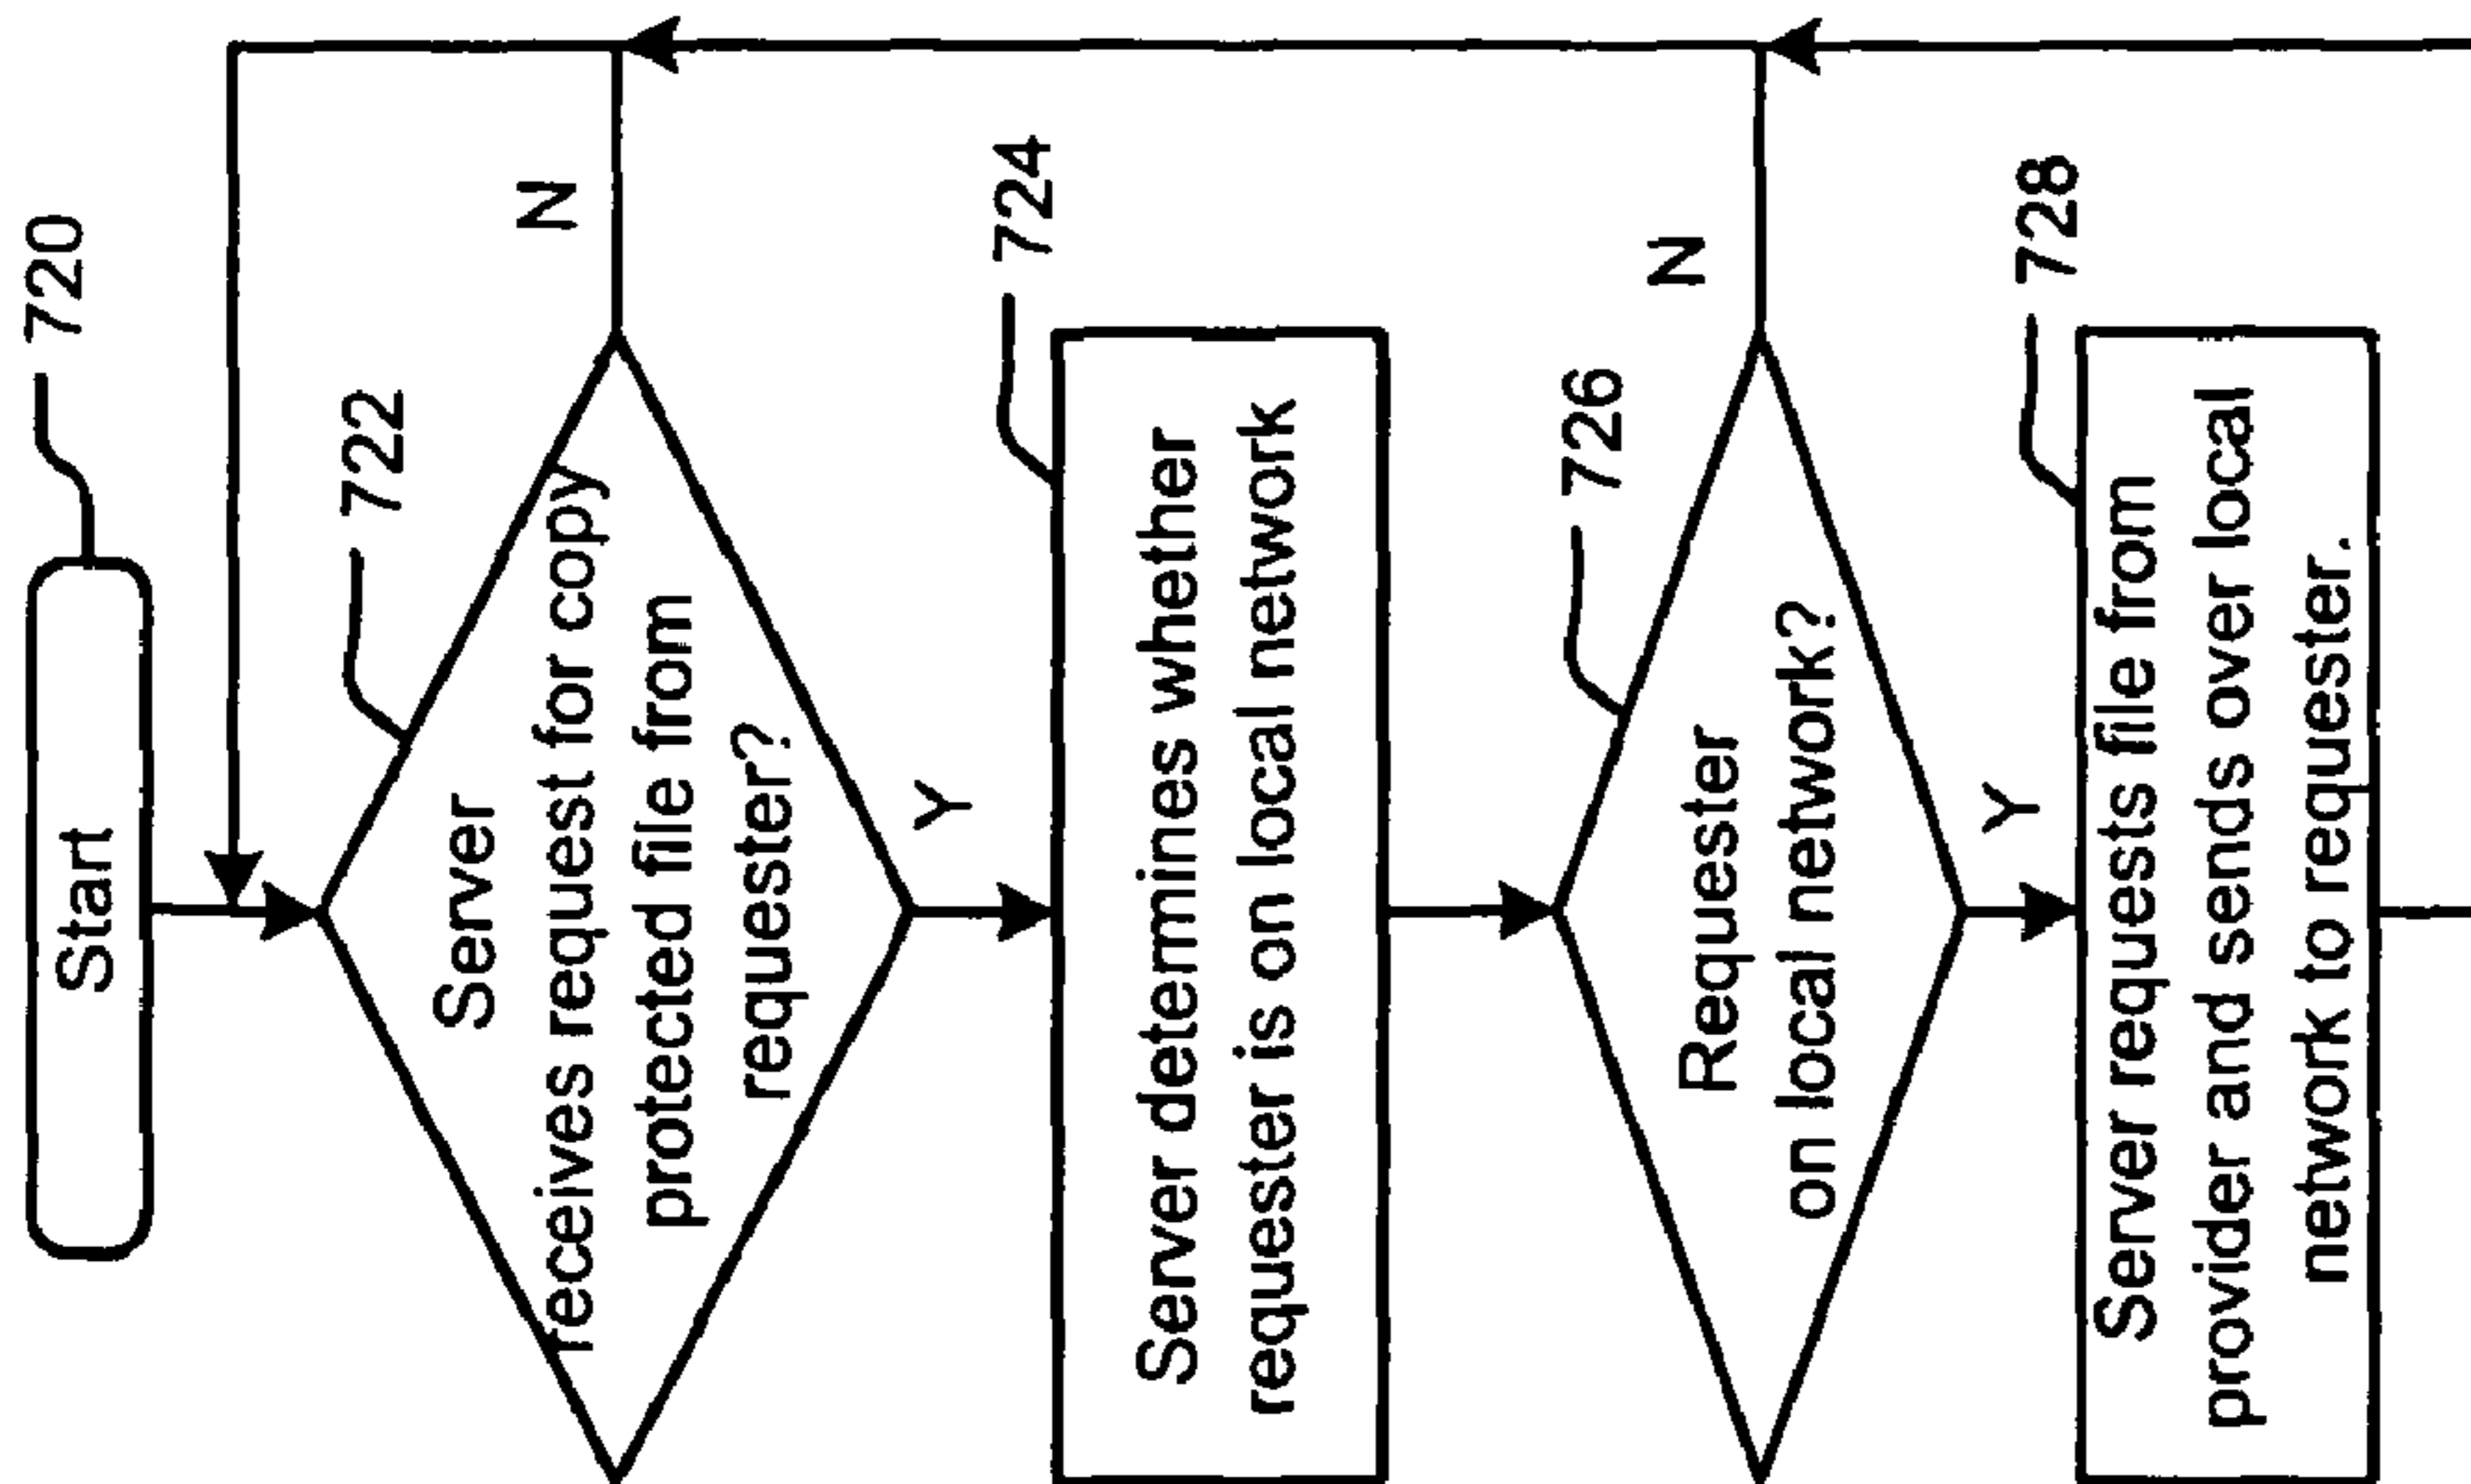 Start
720
Server
receives request for copy
protected file from
requester?
722
N
Y
Server determines whether
requester is on local network
724
Requester
on local network?
726
N
Y
Server requests file from
provider and sends over local
network to requester.
728